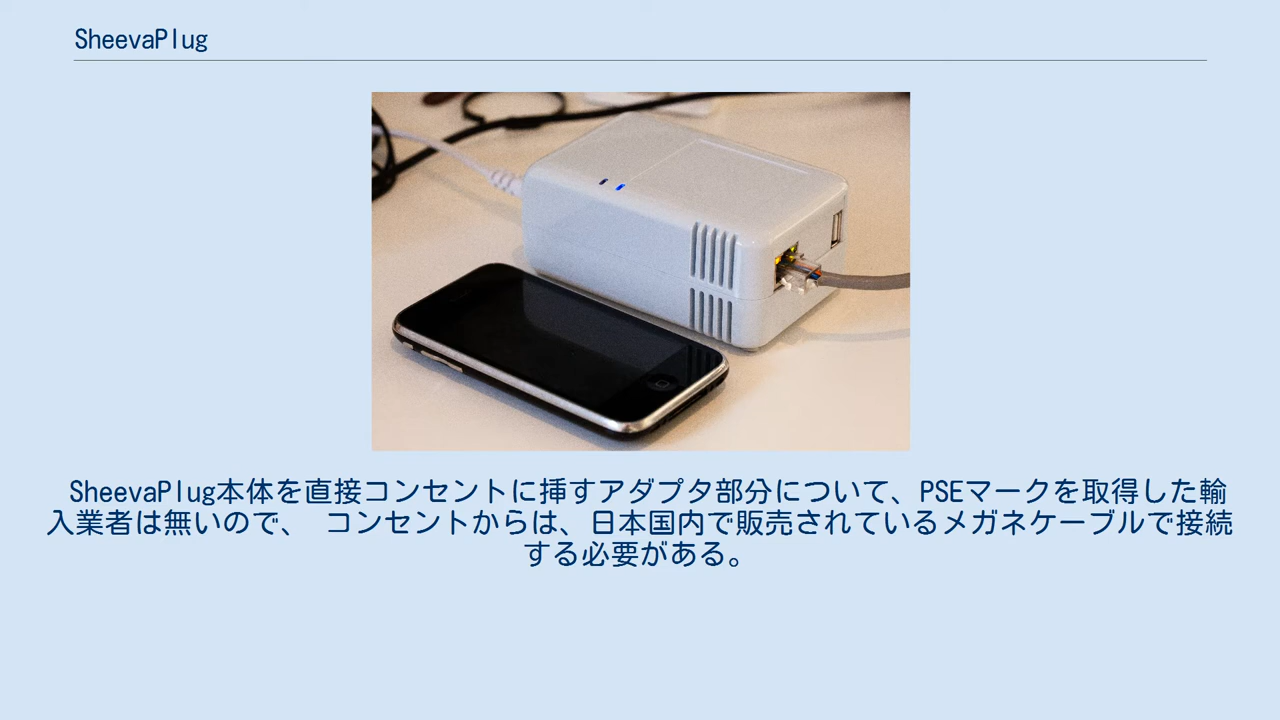 SheevaPlug
SheevaPlug本体を直接コンセントに挿すアダプタ部分について、PSEマークを取得した輸
入業者は無いので、 コンセントからは、日本国内で販売されているメガネケーブルで接続
する必要がある。